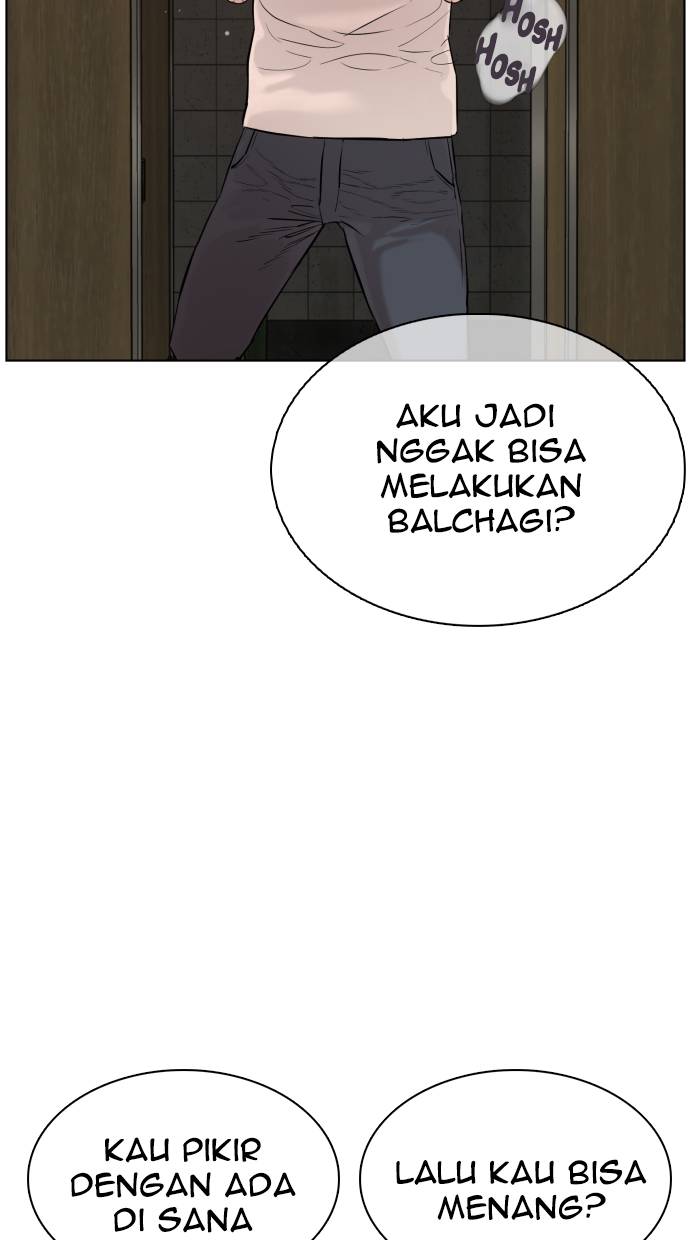 HOSH
HOSH
AKU JADI
NGGAK BISA
MELAKUKAN
BALCHAGI?
KAU PIKIR
DENGAN ADA
DI SANA
LALU KAU BISA
MENANG?